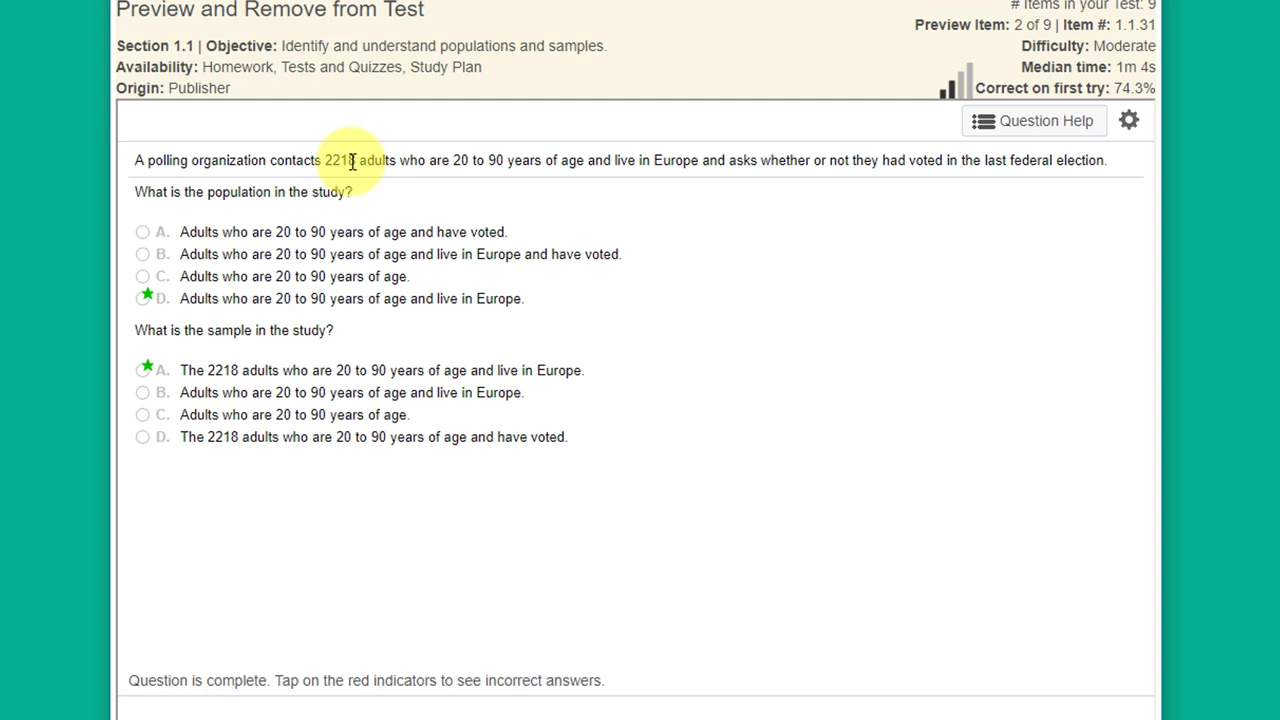 Preview and Remove from Test
# Items in your Test: 9
Preview Item: 2 of 9 | Item #: 1.1.31
Section 1.1 | Objective: Identify and understand populations and samples.
Difficulty: Moderate
Availability: Homework, Tests and Quizzes, Study Plan
Median time: 1m 4s
Origin: Publisher
Correct on first try: 74.3%
Question Help
A polling organization contacts 2218 adults who are 20 to 90 years of age and live in Europe and asks whether or not they had voted in the last federal election.
What is the population in the study?
A. Adults who are 20 to 90 years of age and have voted.
B. Adults who are 20 to 90 years of age and live in Europe and have voted.
C. Adults who are 20 to 90 years of age.
D. Adults who are 20 to 90 years of age and live in Europe.
What is the sample in the study?
A. The 2218 adults who are 20 to 90 years of age and live in Europe.
B. Adults who are 20 to 90 years of age and live in Europe.
C. Adults who are 20 to 90 years of age.
D. The 2218 adults who are 20 to 90 years of age and have voted.
Question is complete. Tap on the red indicators to see incorrect answers.